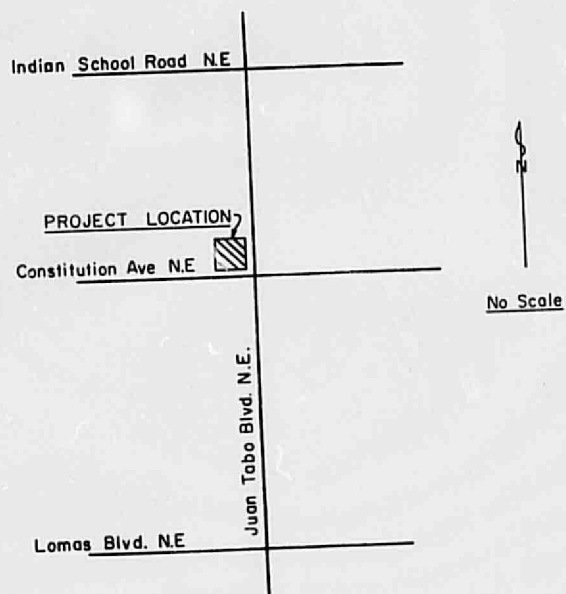 Indian School Road N.E
PROJECT LOCATION
Constitution Ave N.E
N
No Scale
Juan Tabo Blvd. N.E.
Lomas Blvd. N.E